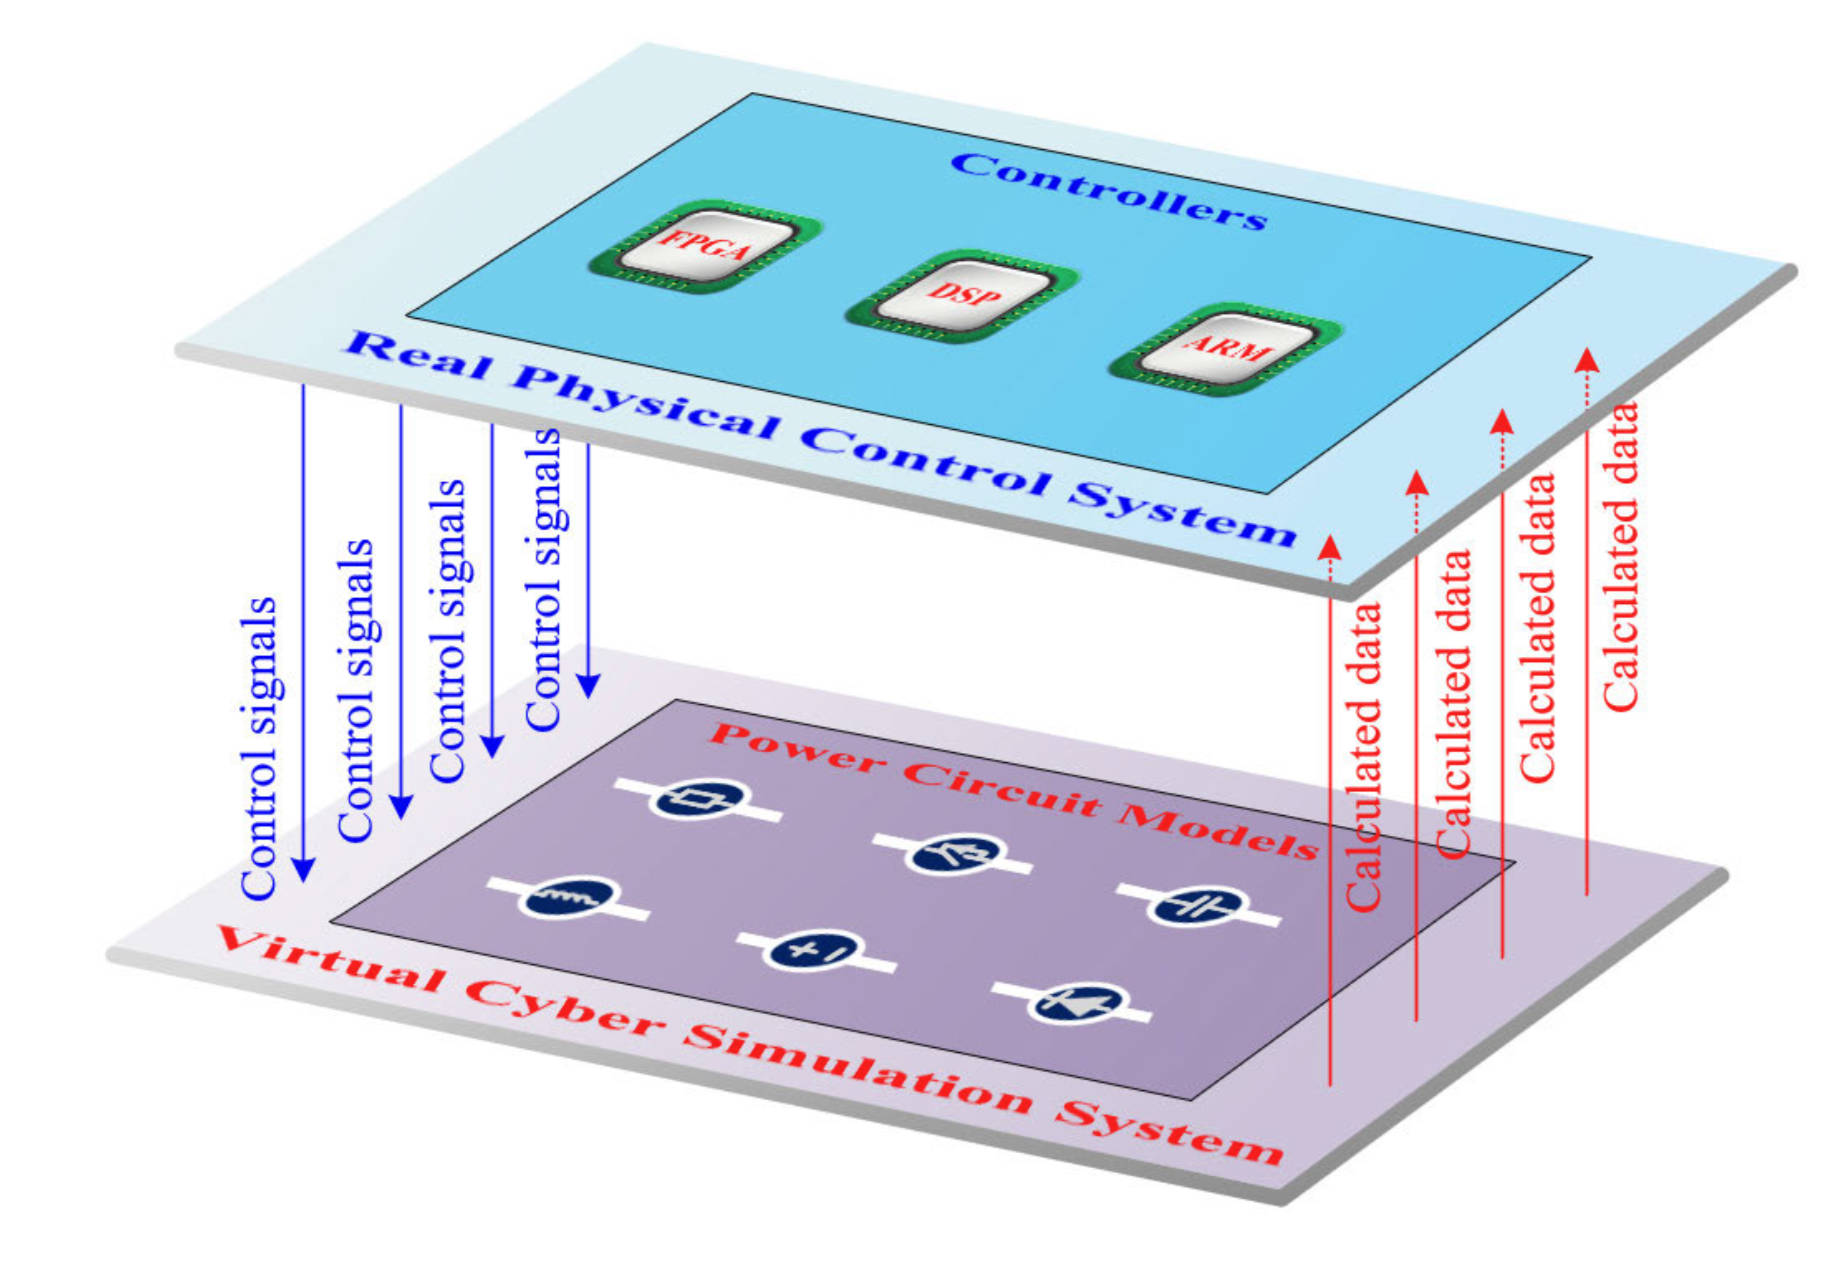 Controllers
FPGA
DSP
ARM
Real Physical Control System
Control signals
Control signals
Control signals
Control signals
Calculated data
Calculated data
Calculated data
Calculated data
Power Circuit Models
Virtual Cyber Simulation System